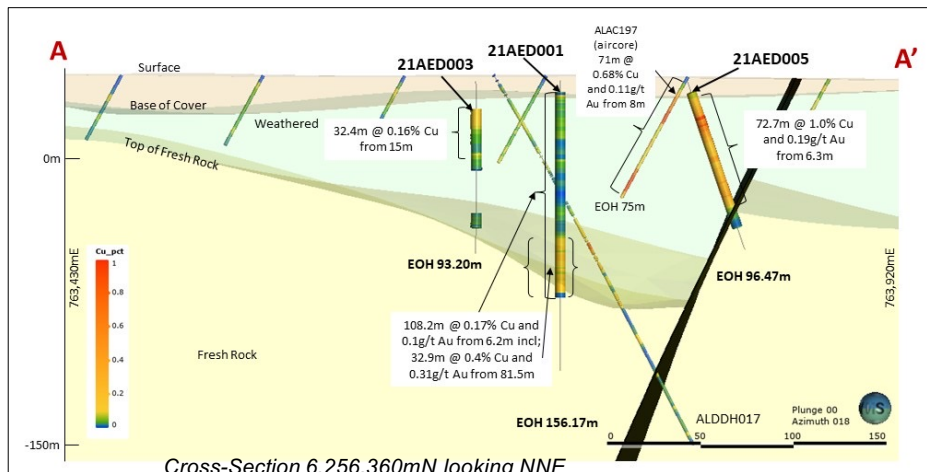 A
A'
21AED003
21AED001
ALAC197
(aircore)
71m @
0.68% Cu
and 0.11g/t
Au from 8m
21AED005
Surface
Base of Cover
Weathered
32.4m @ 0.16% Cu
from 15m
72.7m @ 1.0% Cu
and 0.19g/t Au
from 6.3m
0m
Top of Fresh Rock
EOH 75m
Cu_pct
1
0.8
0.6
0.4
0.2
0
763,430mE
763,920mE
EOH 93.20m
EOH 96.47m
108.2m @ 0.17% Cu and
0.1g/t Au from 6.2m incl;
32.9m @ 0.4% Cu and
0.31g/t Au from 81.5m
Fresh Rock
EOH 156.17m
ALDDH017
Plunge 00
Azimuth 018
-150m
0 50 100 150
Cross-Section 6,256,360mN looking NNE